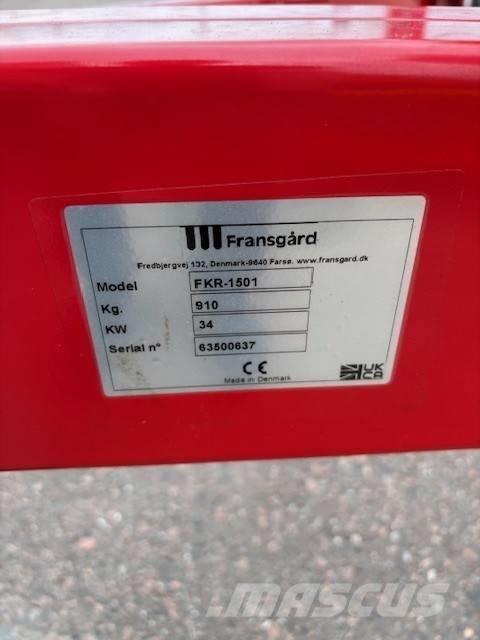 Fransgård
Fredbjergvej 132, Denmark-9640 Farsø. www.fransgard.dk
Model FKR-1501
Kg. 910
KW 34
Serial n° 63500637
CE
Made in Denmark
UK
CA
MASCUS